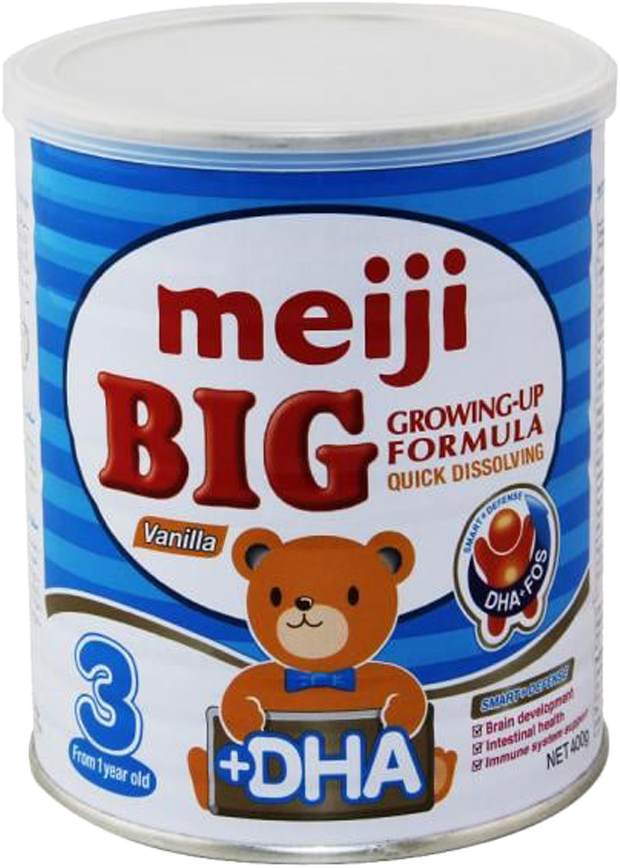 meiji
BIG
GROWING-UP
FORMULA
QUICK DISSOLVING
Vanilla
SMART+DEFENSE
DHA+FOS
3
From 1 year old
+DHA
SMART+DEFENSE
Brain development
Intestinal health
Immune system support
NET 400g